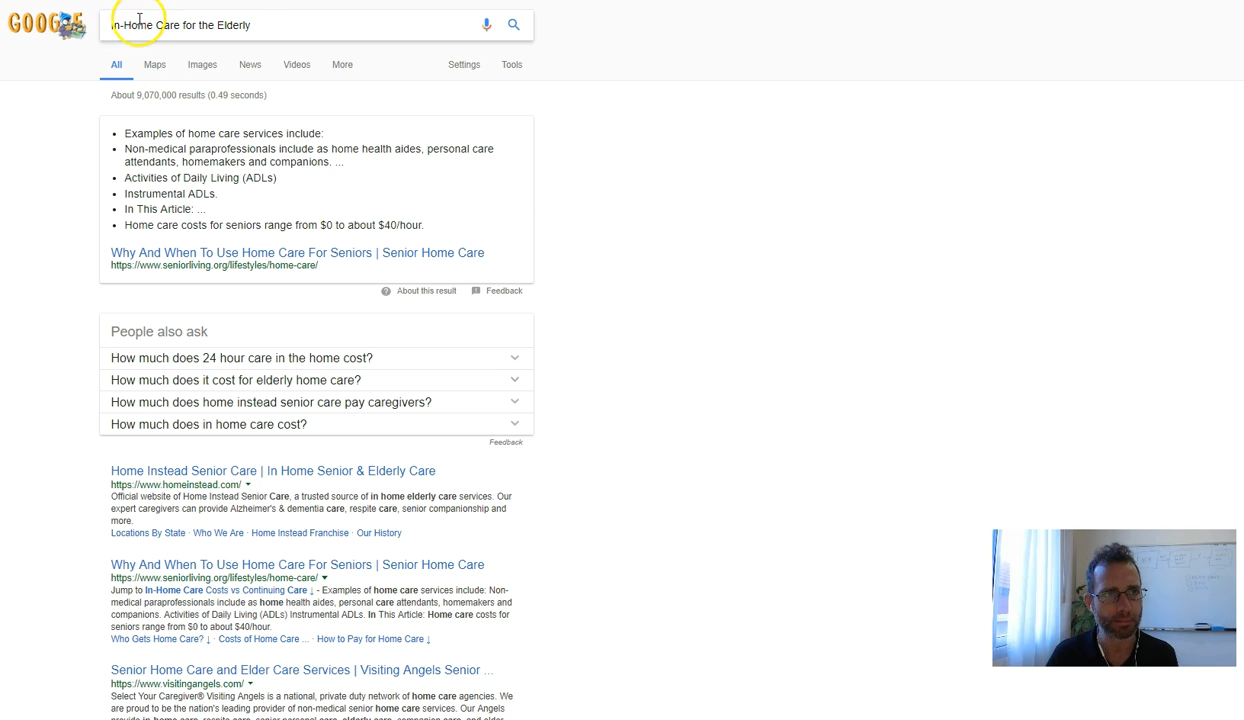 GOOGLE
In-Home Care for the Elderly
All
Maps
Images
News
Videos
More
Settings
Tools
About 9,070,000 results (0.49 seconds)
• Examples of home care services include:
• Non-medical paraprofessionals include as home health aides, personal care
attendants, homemakers and companions. ...
• Activities of Daily Living (ADLs)
• Instrumental ADLs.
• In This Article: ...
• Home care costs for seniors range from $0 to about $40/hour.
Why And When To Use Home Care For Seniors | Senior Home Care
https://www.seniorliving.org/lifestyles/home-care/
About this result
Feedback
People also ask
How much does 24 hour care in the home cost?
How much does it cost for elderly home care?
How much does home instead senior care pay caregivers?
How much does in home care cost?
Feedback
Home Instead Senior Care | In Home Senior & Elderly Care
https://www.homeinstead.com/
Official website of Home Instead Senior Care, a trusted source of in home elderly care services. Our
expert caregivers can provide Alzheimer's & dementia care, respite care, senior companionship and
more.
Locations By State · Who We Are · Home Instead Franchise · Our History
Why And When To Use Home Care For Seniors | Senior Home Care
https://www.seniorliving.org/lifestyles/home-care/
Jump to In-Home Care Costs vs Continuing Care ↓ - Examples of home care services include: Non-
medical paraprofessionals include as home health aides, personal care attendants, homemakers and
companions. Activities of Daily Living (ADLs) Instrumental ADLs. In This Article: Home care costs for
seniors range from $0 to about $40/hour.
Who Gets Home Care? ↓ · Costs of Home Care ... · How to Pay for Home Care ↓
Senior Home Care and Elder Care Services | Visiting Angels Senior ...
https://www.visitingangels.com/
Select Your Caregiver® Visiting Angels is a national, private duty network of home care agencies. We
are proud to be the nation's leading provider of non-medical senior home care services. Our Angels
provide in-home care, respite care, senior personal care, elderly care, companion care, and elder